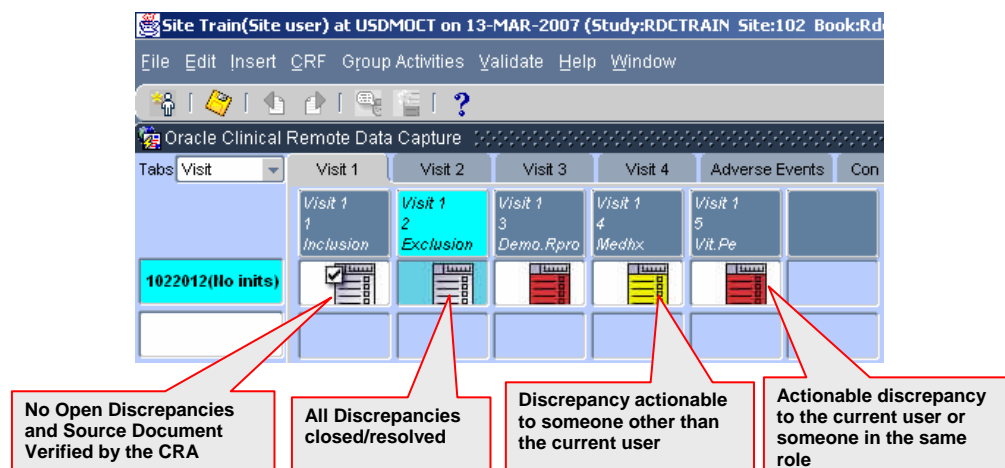 Site Train(Site user) at USDMOCT on 13-MAR-2007 (Study:RDCTRAIN Site:102 Book:Rd
File Edit Insert CRF Group Activities Validate Help Window
?
Oracle Clinical Remote Data Capture
Tabs Visit Visit 1 Visit 2 Visit 3 Visit 4 Adverse Events Con
Visit 1 Visit 1 Visit 1 Visit 1 Visit 1
1 2 3 4 5
Inclusion Exclusion Demo.Rpro Medhx Vit.Pe
1022012(No inits)
No Open Discrepancies
and Source Document
Verified by the CRA
All Discrepancies
closed/resolved
Discrepancy actionable
to someone other than
the current user
Actionable discrepancy
to the current user or
someone in the same
role